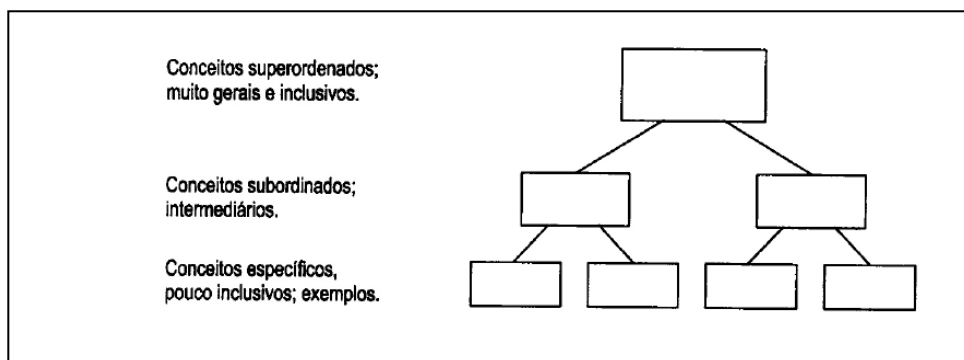 Conceitos superordenados;
muito gerais e inclusivos.
Conceitos subordinados;
intermediários.
Conceitos específicos,
pouco inclusivos; exemplos.